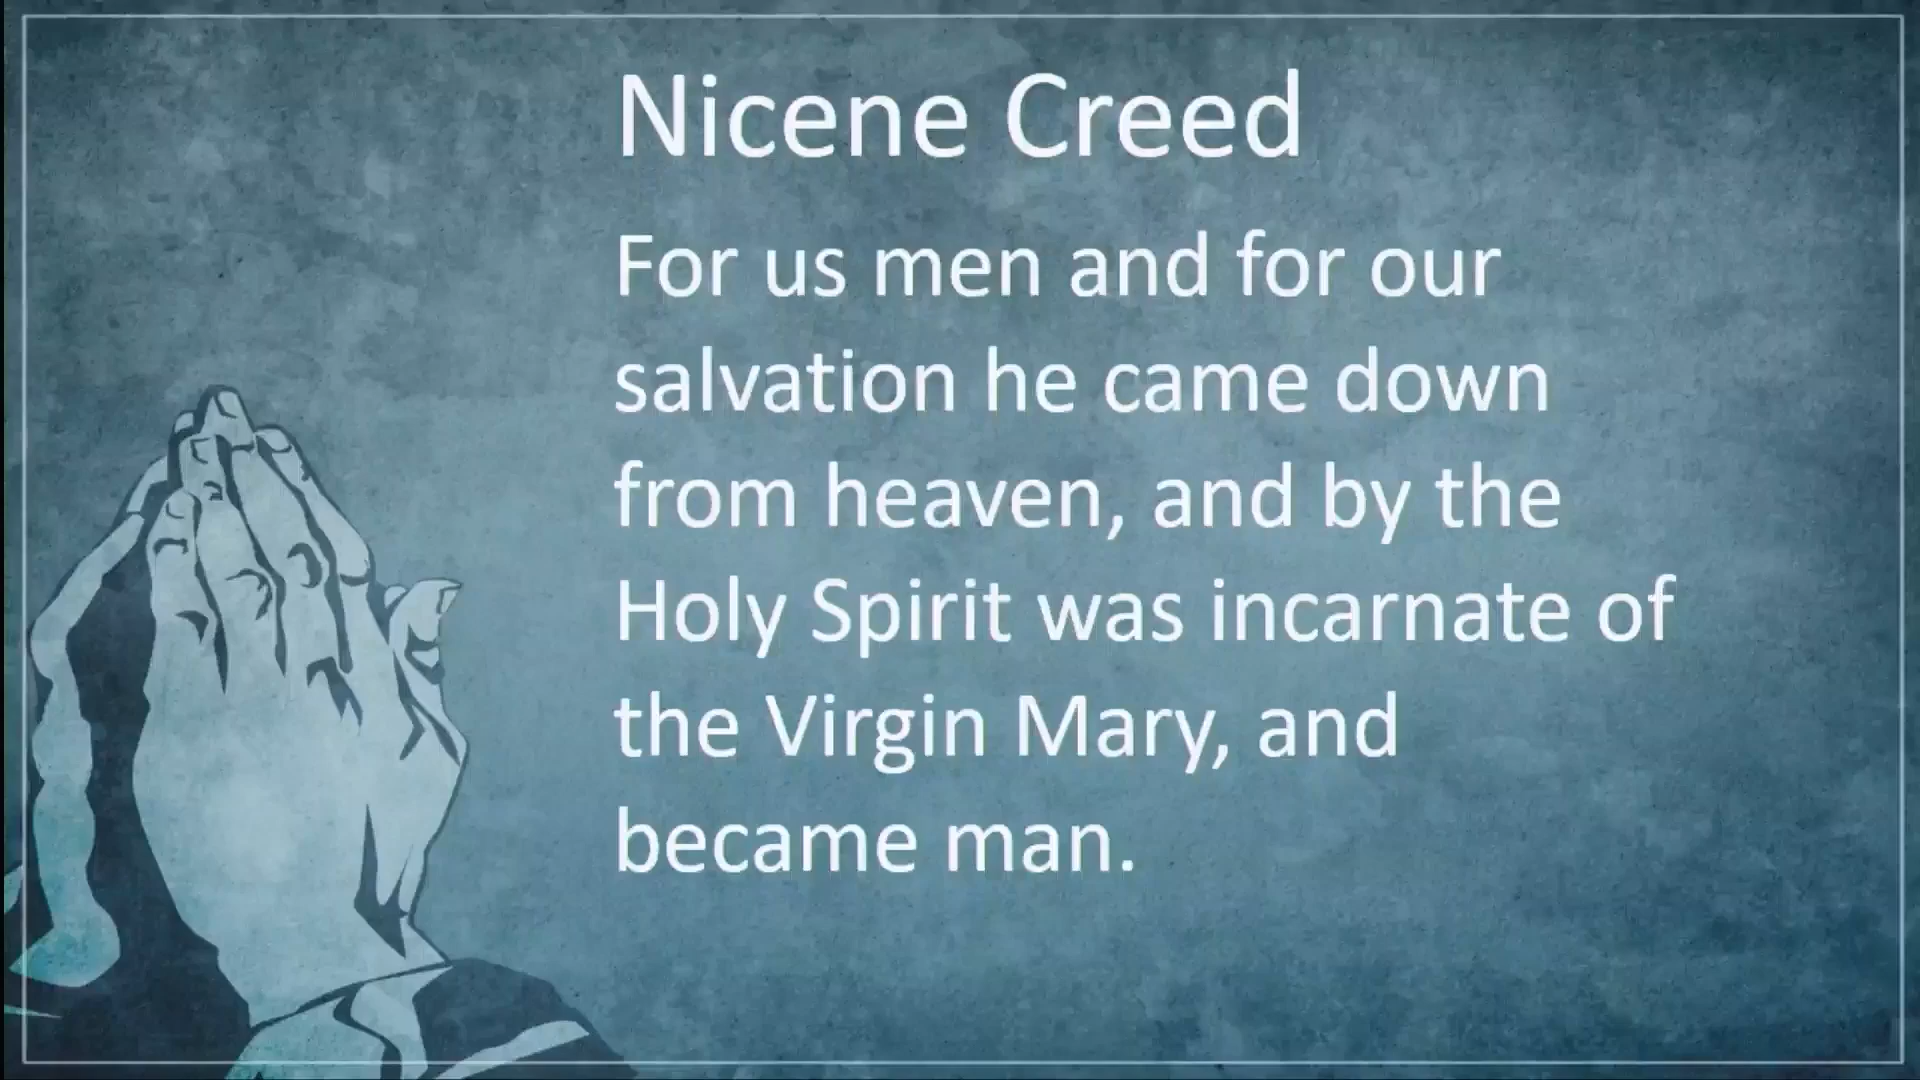 Nicene Creed
For us men and for our
salvation he came down
from heaven, and by the
Holy Spirit was incarnate of
the Virgin Mary, and
became man.